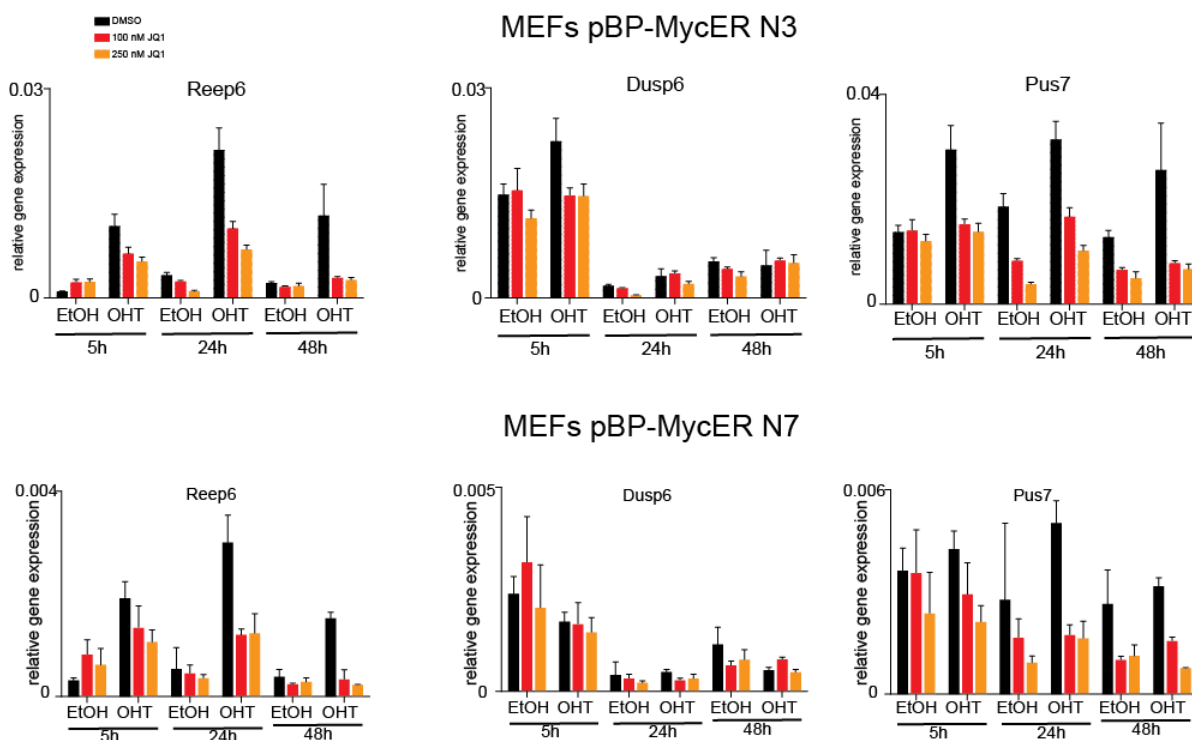 DMSO
100 nM JQ1
250 nM JQ1
MEFs pBP-MycER N3
Reep6
0.03
relative gene expression
0
EtOH OHT EtOH OHT EtOH OHT
5h 24h 48h
Dusp6
0.03
relative gene expression
0
EtOH OHT EtOH OHT EtOH OHT
5h 24h 48h
Pus7
0.04
relative gene expression
0
EtOH OHT EtOH OHT EtOH OHT
5h 24h 48h
MEFs pBP-MycER N7
Reep6
0.004
relative gene expression
0
EtOH OHT EtOH OHT EtOH OHT
5h 24h 48h
Dusp6
0.005
relative gene expression
0
EtOH OHT EtOH OHT EtOH OHT
5h 24h 48h
Pus7
0.006
relative gene expression
0
EtOH OHT EtOH OHT EtOH OHT
5h 24h 48h